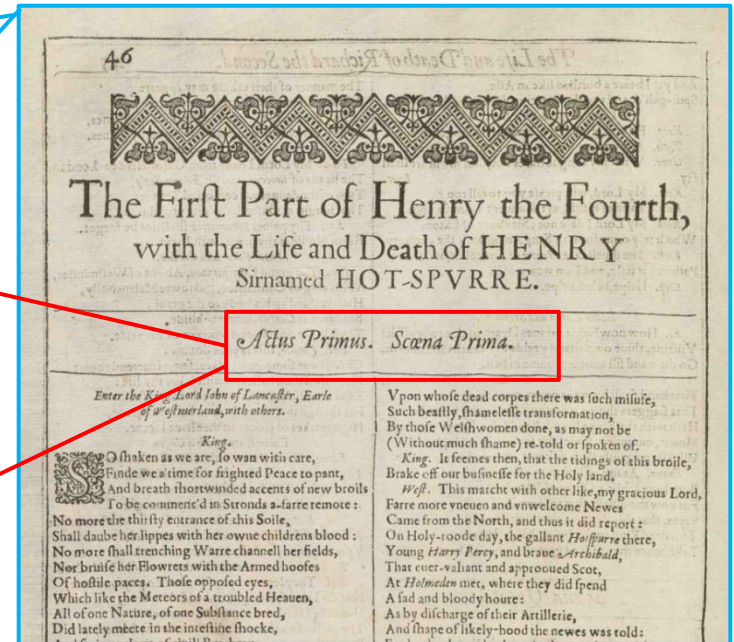 46
The Firſt Part of Henry the Fourth,
with the Life and Death of HENRY
Sirnamed HOT-SPVRRE.
Actus Primus. Scœna Prima.
Enter the King, Lord Iohn of Lancaſter, Earle
of Weſtmerland, with others.
King.
SO ſhaken as we are, ſo wan with care,
Finde we a time for frighted Peace to pant,
And breath ſhortwinded accents of new broils
To be commenc'd in Stronds a-farre remote:
No more the thirſty entrance of this Soile,
Shall daube her lippes with her owne childrens blood:
No more ſhall trenching Warre channell her fields,
Nor bruiſe her Flowrets with the Armed hoofes
Of hoſtile paces. Thoſe oppoſed eyes,
Which like the Meteors of a troubled Heauen,
All of one Nature, of one Subſtance bred,
Did lately meete in the inteſtine ſhocke,
Vpon whoſe dead corpes there was ſuch miſuſe,
Such beaſtly, ſhameleſſe transformation,
By thoſe Welſhwomen done, as may not be
(Without much ſhame) re-told or ſpoken of.
King. It ſeemes then, that the tidings of this broile,
Brake off our buſineſſe for the Holy land.
Weſt. This matcht with other like, my gracious Lord,
Farre more vneuen and vnwelcome Newes
Came from the North, and thus it did report:
On Holy-roode day, the gallant Hotſpurre there,
Young Harry Percy, and braue Archibald,
That euer-valiant and approoued Scot,
At Holmeden met, where they did ſpend
A ſad and bloody houre:
As by diſcharge of their Artillerie,
And ſhape of likely-hood the newes was told: